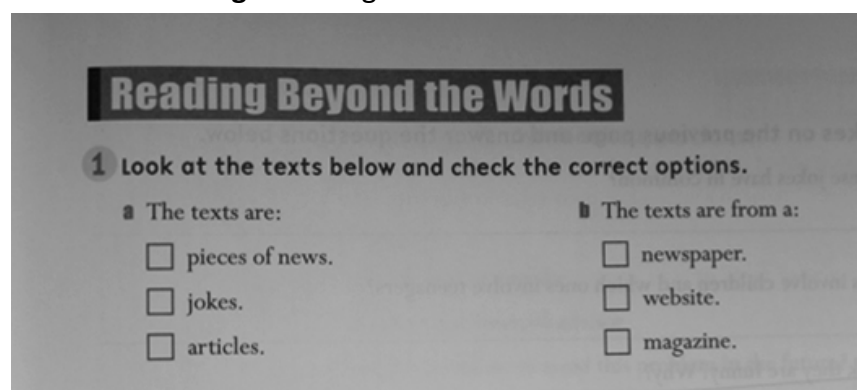 Reading Beyond the Words
1 Look at the texts below and check the correct options.
a The texts are:
pieces of news.
jokes.
articles.
b The texts are from a:
newspaper.
website.
magazine.